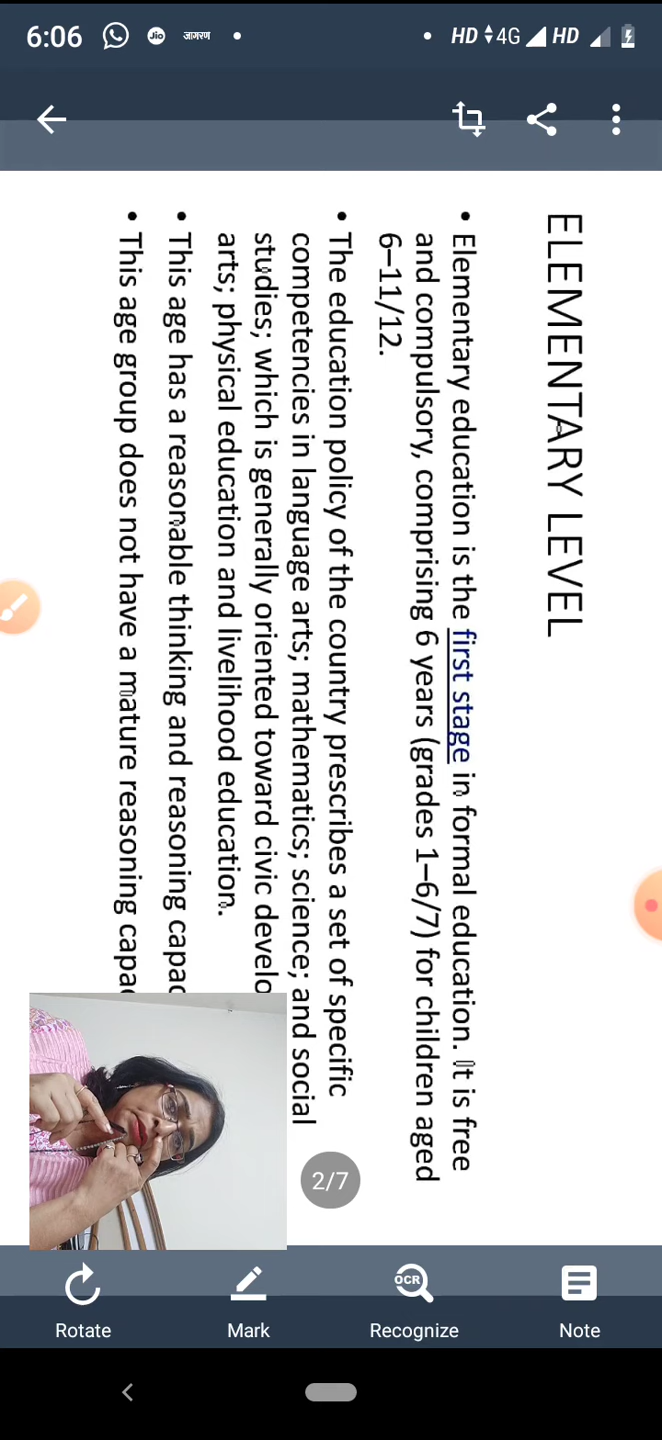 6:06
Jio
जागरण
HD 4G HD
ELEMENTARY LEVEL
• Elementary education is the first stage in formal education. It is free
and compulsory, comprising 6 years (grades 1–6/7) for children aged
6–11/12.
• The education policy of the country prescribes a set of specific
competencies in language arts; mathematics; science; and social
studies; which is generally oriented toward civic develo
arts; physical education and livelihood education.
• This age has a reasonable thinking and reasoning capac
• This age group does not have a mature reasoning capac
2/7
OCR
Rotate
Mark
Recognize
Note